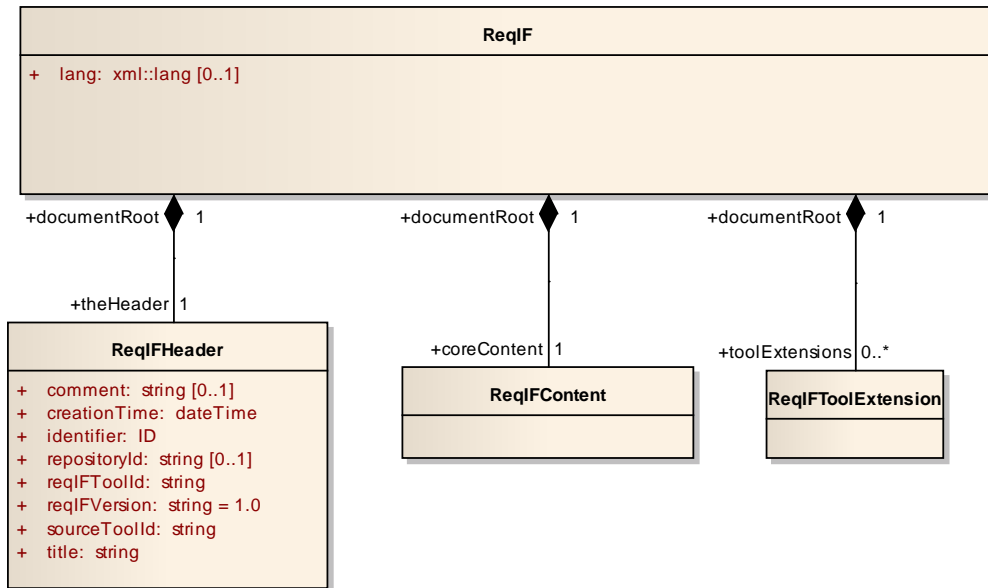 ReqIF
+ lang: xml::lang [0..1]
+documentRoot 1
+documentRoot 1
+documentRoot 1
+theHeader 1
+coreContent 1
+toolExtensions 0..*
ReqIFHeader
+ comment: string [0..1]
+ creationTime: dateTime
+ identifier: ID
+ repositoryId: string [0..1]
+ reqIFToolId: string
+ reqIFVersion: string = 1.0
+ sourceToolId: string
+ title: string
ReqIFContent
ReqIFToolExtension